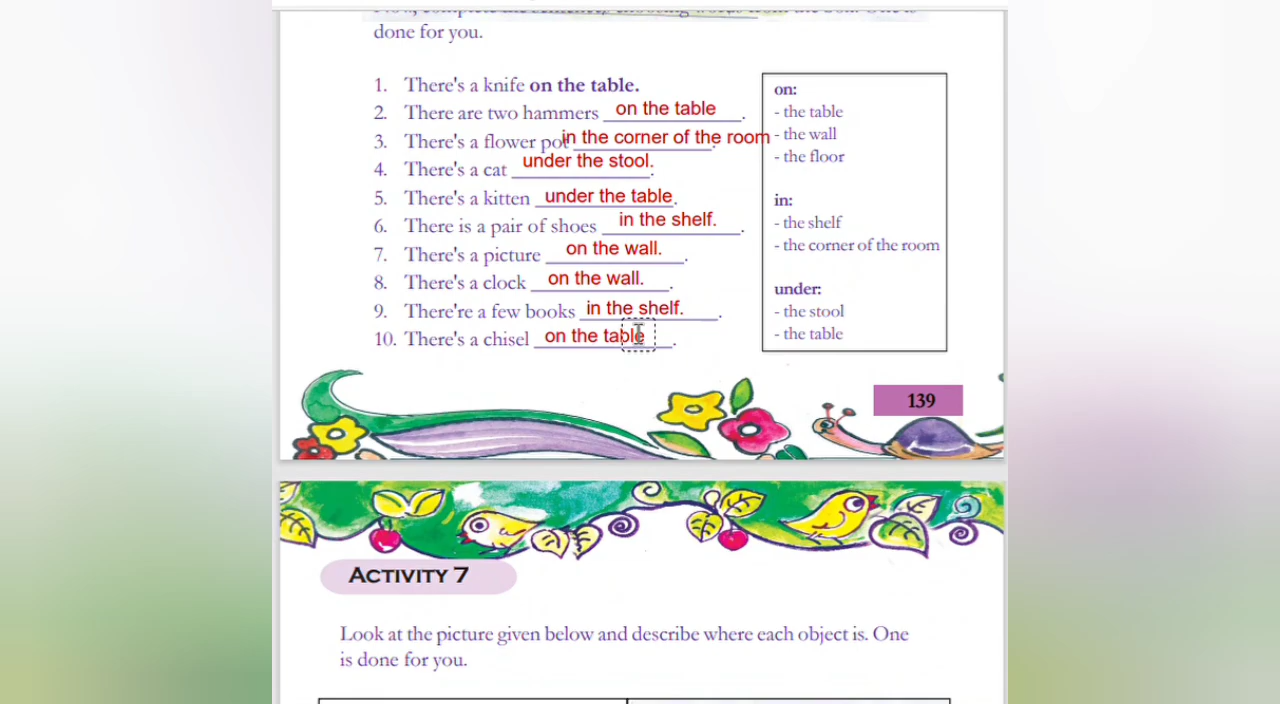 done for you.
1. There's a knife on the table.
2. There are two hammers on the table.
3. There's a flower pot in the corner of the room.
4. There's a cat under the stool..
5. There's a kitten under the table.
6. There is a pair of shoes in the shelf..
7. There's a picture on the wall..
8. There's a clock on the wall..
9. There're a few books in the shelf..
10. There's a chisel on the table.
on:
- the table
- the wall
- the floor
in:
- the shelf
- the corner of the room
under:
- the stool
- the table
139
ACTIVITY 7
Look at the picture given below and describe where each object is. One
is done for you.